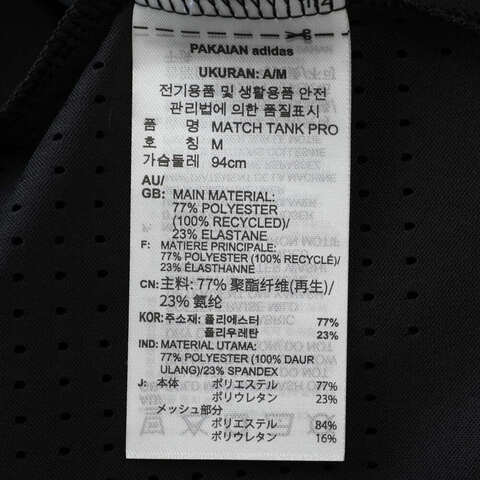 PAKAIAN adidas
UKURAN: A/M
전기용품 및 생활용품 안전
관리법에 의한 품질표시
품 명 MATCH TANK PRO
호 칭 M
가슴둘레 94cm
AU/
GB: MAIN MATERIAL:
77% POLYESTER
(100% RECYCLED)/
23% ELASTANE
F: MATIERE PRINCIPALE:
77% POLYESTER (100% RECYCLÉ)/
23% ÉLASTHANNE
CN: 主料: 77% 聚酯纤维(再生)/
23% 氨纶
KOR: 주소재: 폴리에스터 77%
폴리우레탄 23%
IND: MATERIAL UTAMA:
77% POLYESTER (100% DAUR
ULANG)/23% SPANDEX
J: 本体 ポリエステル 77%
ポリウレタン 23%
メッシュ部分
ポリエステル 84%
ポリウレタン 16%